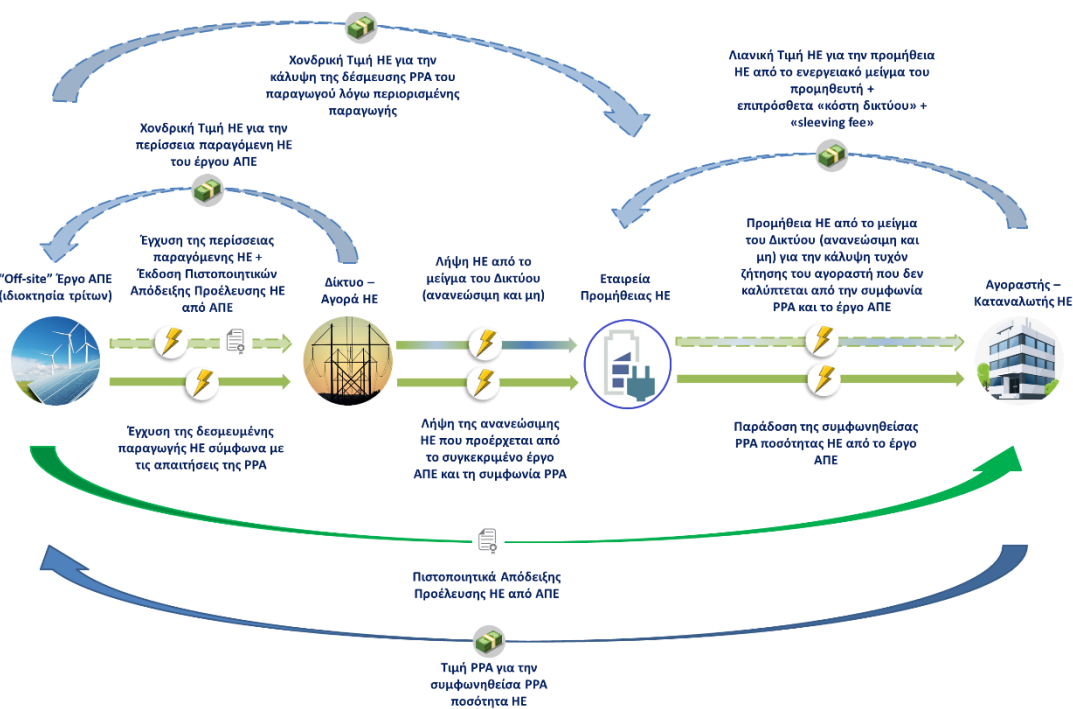 Χονδρική Τιμή ΗΕ για την
κάλυψη της δέσμευσης PPA του
παραγωγού λόγω περιορισμένης
παραγωγής
Λιανική Τιμή ΗΕ για την προμήθεια
ΗΕ από το ενεργειακό μείγμα του
προμηθευτή +
επιπρόσθετα «κόστη δικτύου» +
«sleeving fee»
Χονδρική Τιμή ΗΕ για την
περίσσεια παραγόμενη ΗΕ
του έργου ΑΠΕ
"Off-site" Έργο ΑΠΕ
(ιδιοκτησία τρίτων)
Έγχυση της περίσσειας
παραγόμενης ΗΕ +
Έκδοση Πιστοποιητικών
Απόδειξης Προέλευσης ΗΕ
από ΑΠΕ
Δίκτυο –
Αγορά ΗΕ
Λήψη ΗΕ από το
μείγμα του Δικτύου
(ανανεώσιμη και μη)
Εταιρεία
Προμήθειας ΗΕ
Προμήθεια ΗΕ από το μείγμα
του Δικτύου (ανανεώσιμη και
μη) για την κάλυψη τυχόν
ζήτησης του αγοραστή που δεν
καλύπτεται από την συμφωνία
PPA και το έργο ΑΠΕ
Αγοραστής –
Καταναλωτής ΗΕ
Έγχυση της δεσμευμένης
παραγωγής ΗΕ σύμφωνα με
τις απαιτήσεις της PPA
Λήψη της ανανεώσιμης
ΗΕ που προέρχεται από
το συγκεκριμένο έργο
ΑΠΕ και τη συμφωνία PPA
Παράδοση της συμφωνηθείσας
PPA ποσότητας ΗΕ από το έργο
ΑΠΕ
Πιστοποιητικά Απόδειξης
Προέλευσης ΗΕ από ΑΠΕ
Τιμή PPA για την
συμφωνηθείσα PPA
ποσότητα ΗΕ